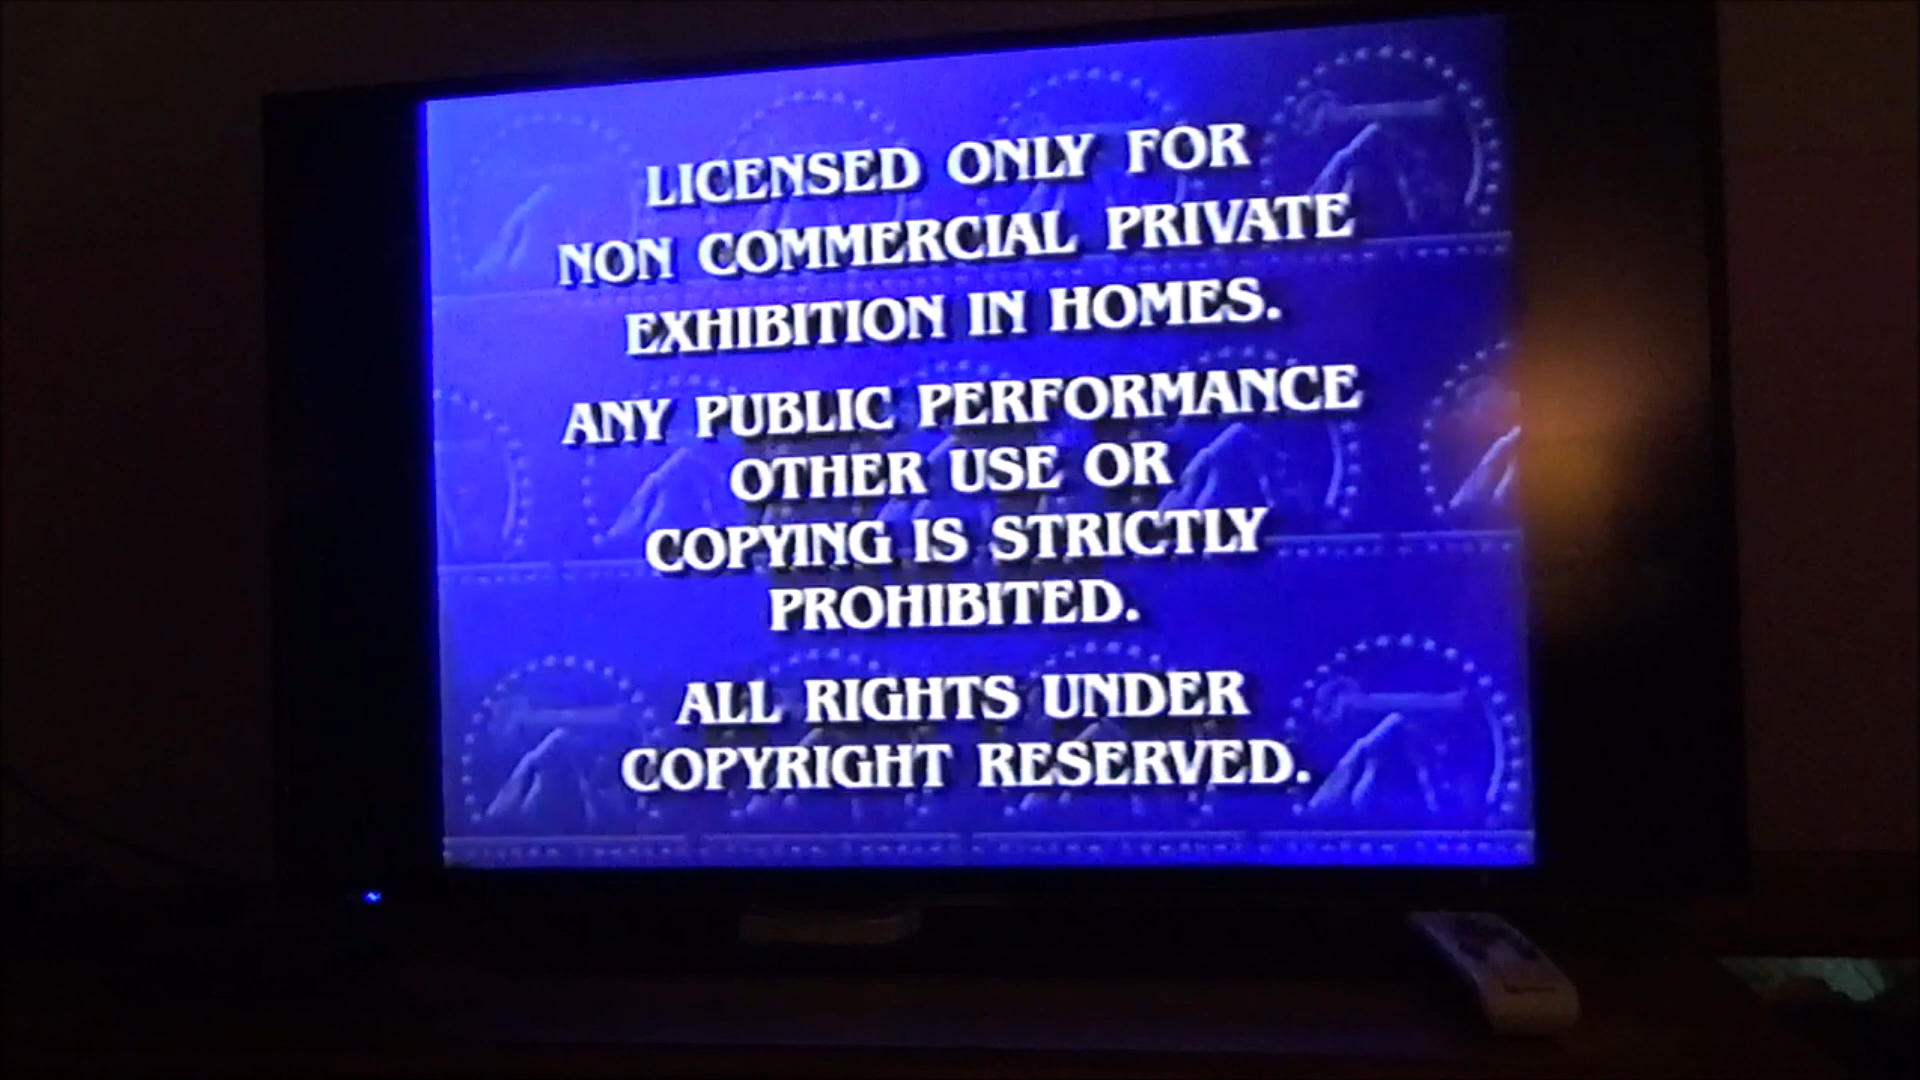 LICENSED ONLY FOR
NON COMMERCIAL PRIVATE
EXHIBITION IN HOMES.
ANY PUBLIC PERFORMANCE
OTHER USE OR
COPYING IS STRICTLY
PROHIBITED.
ALL RIGHTS UNDER
COPYRIGHT RESERVED.